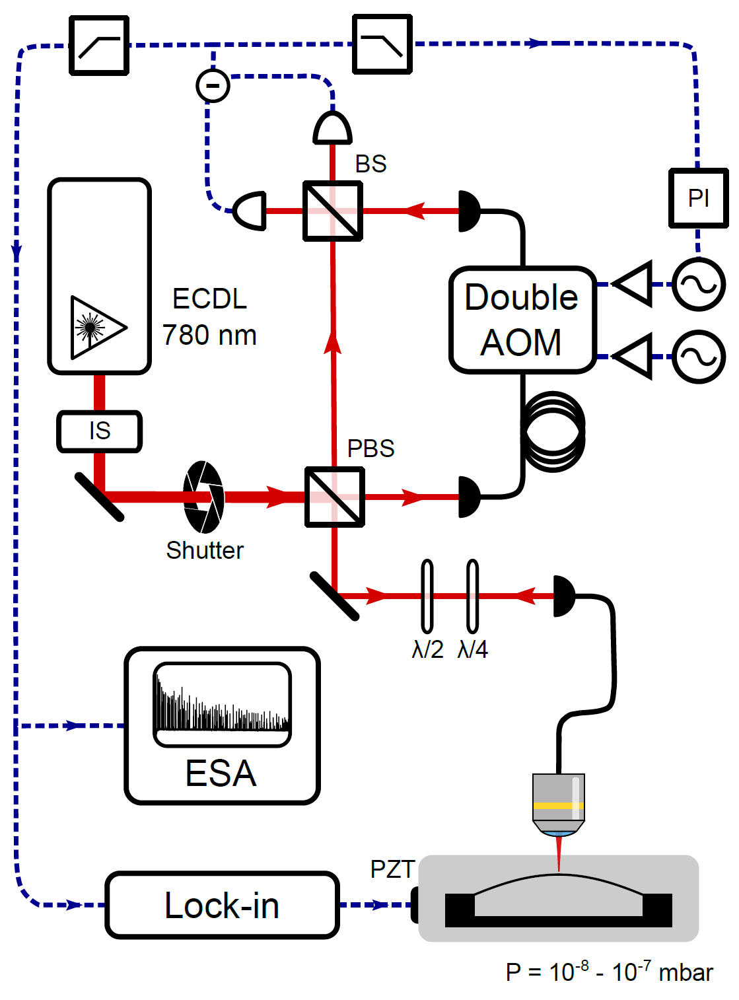 -
BS
PI
ECDL
780 nm
Double
AOM
IS
PBS
Shutter
λ/2 λ/4
ESA
PZT
Lock-in
P = 10⁻⁸ - 10⁻⁷ mbar